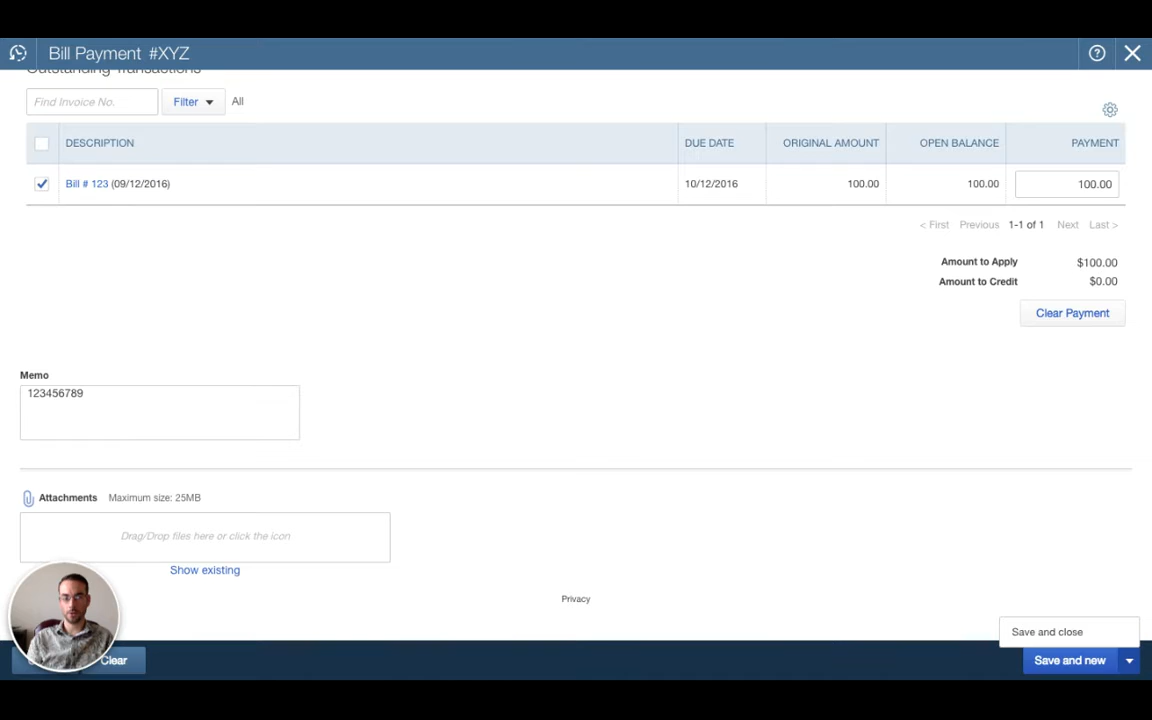 Bill Payment #XYZ
Outstanding Transactions
Find Invoice No. Filter All
DESCRIPTION DUE DATE ORIGINAL AMOUNT OPEN BALANCE PAYMENT
Bill # 123 (09/12/2016) 10/12/2016 100.00 100.00 100.00
< First Previous 1-1 of 1 Next Last >
Amount to Apply $100.00
Amount to Credit $0.00
Clear Payment
Memo
123456789
Attachments Maximum size: 25MB
Drag/Drop files here or click the icon
Show existing
Privacy
Save and close
Clear Save and new